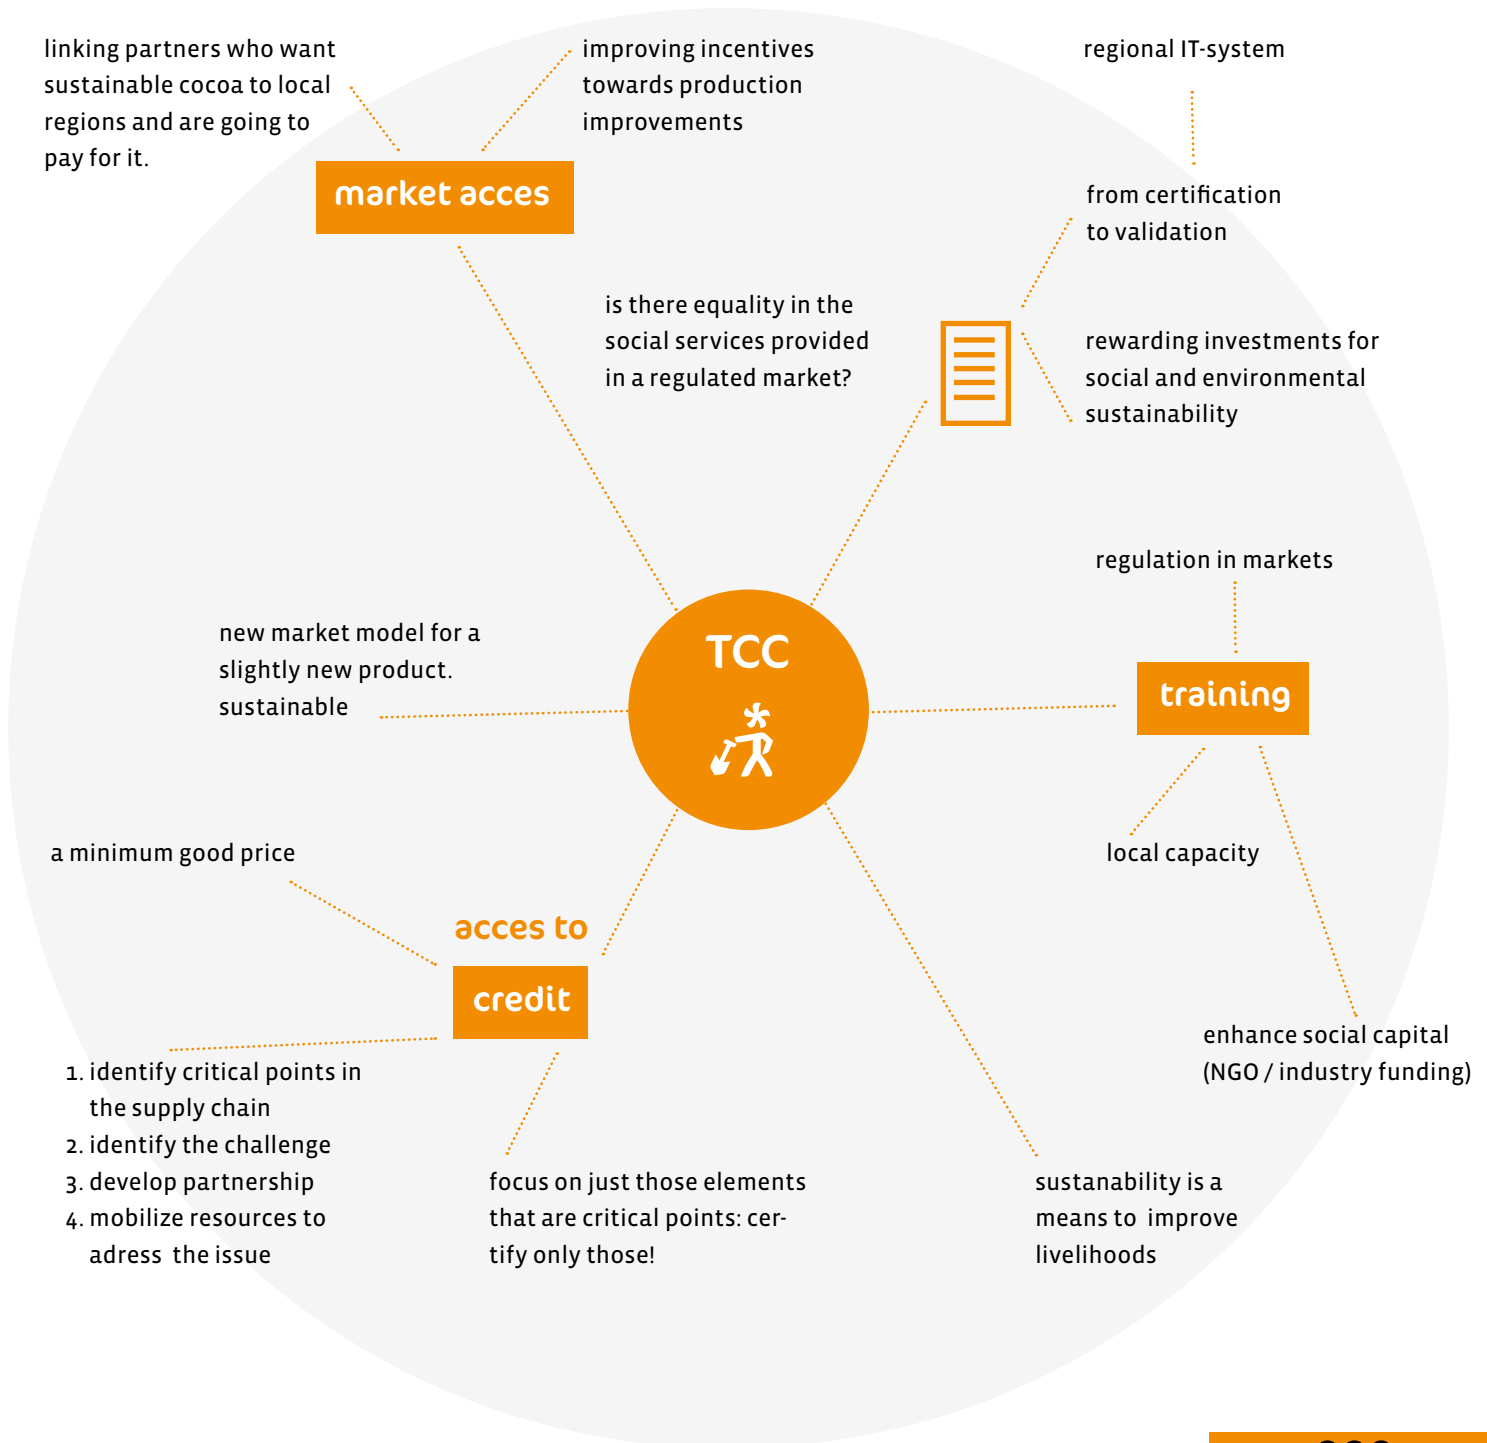 linking partners who want
sustainable cocoa to local
regions and are going to
pay for it.
improving incentives
towards production
improvements
regional IT-system
market acces
from certification
to validation
is there equality in the
social services provided
in a regulated market?
rewarding investments for
social and environmental
sustainability
regulation in markets
new market model for a
slightly new product.
sustainable
TCC
training
a minimum good price
local capacity
acces to
credit
enhance social capital
(NGO / industry funding)
1. identify critical points in
the supply chain
2. identify the challenge
3. develop partnership
4. mobilize resources to
adress  the issue
focus on just those elements
that are critical points: cer-
tify only those!
sustanability is a
means to  improve
livelihoods